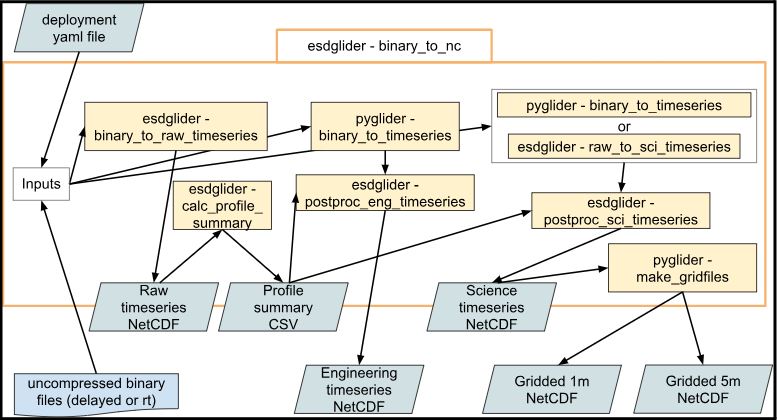 deployment
yaml file
esdglider - binary_to_nc
esdglider -
binary_to_raw_timeseries
pyglider -
binary_to_timeseries
pyglider - binary_to_timeseries
or
esdglider - raw_to_sci_timeseries
Inputs
esdglider -
calc_profile_
summary
esdglider -
postproc_eng_timeseries
esdglider -
postproc_sci_timeseries
pyglider -
make_gridfiles
Raw
timeseries
NetCDF
Profile
summary
CSV
Science
timeseries
NetCDF
uncompressed binary
files (delayed or rt)
Engineering
timeseries
NetCDF
Gridded 1m
NetCDF
Gridded 5m
NetCDF